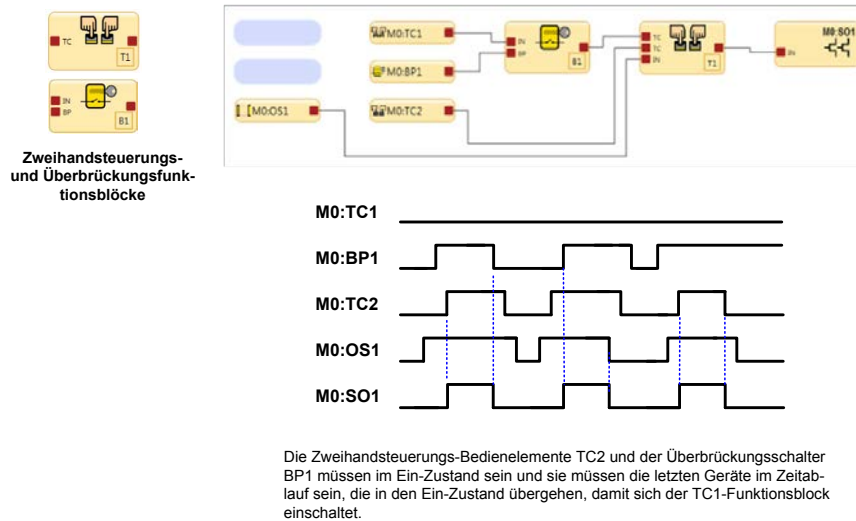 TC
T1
IN
BP
B1
Zweihandsteuerungs-
und Überbrückungsfunk-
tionsblöcke
M0:TC1
M0:BP1
M0:OS1
M0:TC2
IN
BP
B1
TC
TC
IN
T1
M0:SO1
IN
M0:TC1
M0:BP1
M0:TC2
M0:OS1
M0:SO1
Die Zweihandsteuerungs-Bedienelemente TC2 und der Überbrückungsschalter
BP1 müssen im Ein-Zustand sein und sie müssen die letzten Geräte im Zeitab-
lauf sein, die in den Ein-Zustand übergehen, damit sich der TC1-Funktionsblock
einschaltet.